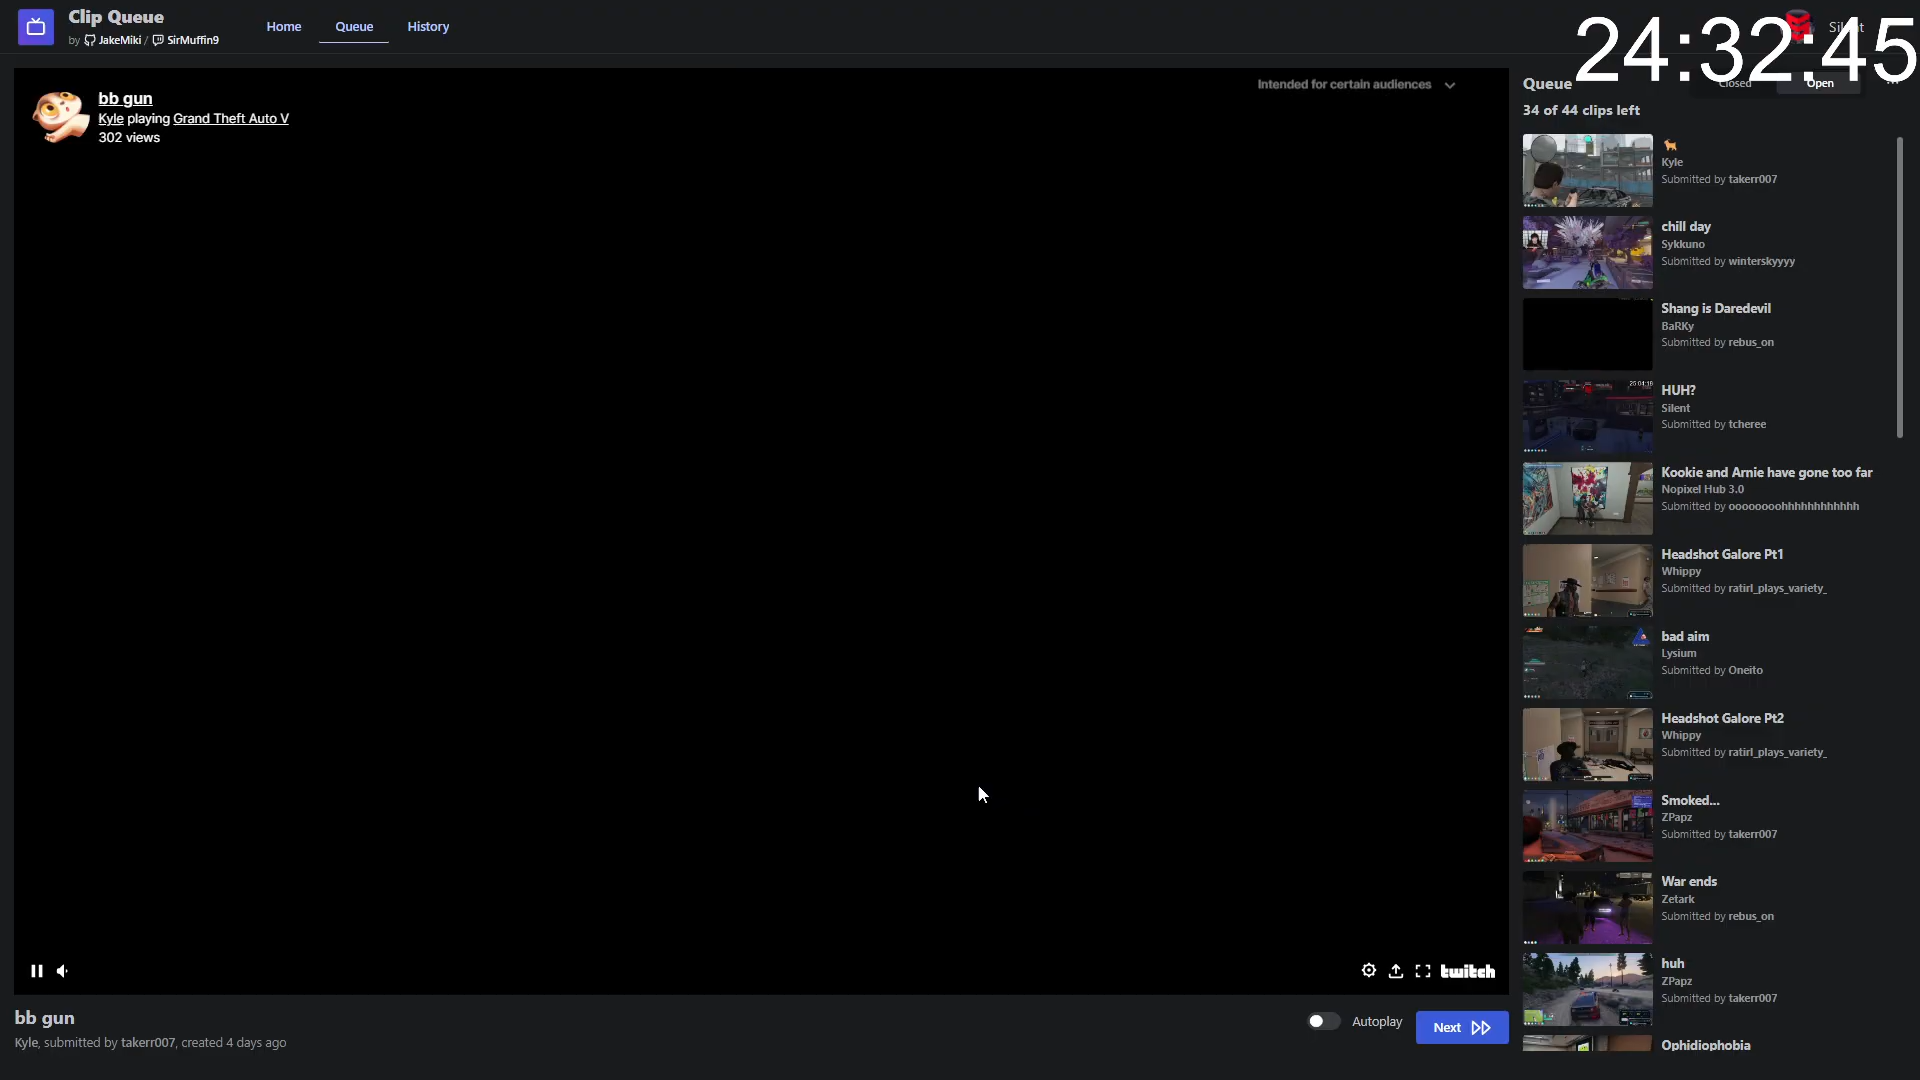 Clip Queue
by JakeMiki / SirMuffin9
Home
Queue
History
24:32:45
bb gun
Kyle playing Grand Theft Auto V
302 views
Intended for certain audiences
Queue
Closed
Open
34 of 44 clips left
Kyle
Submitted by takerr007
chill day
Sykkuno
Submitted by winterskyyyy
Shang is Daredevil
BaRKy
Submitted by rebus_on
25:04:18
HUH?
Silent
Submitted by tcheree
Kookie and Arnie have gone too far
Nopixel Hub 3.0
Submitted by oooooooohhhhhhhhhhhh
Headshot Galore Pt1
Whippy
Submitted by ratirl_plays_variety_
bad aim
Lysium
Submitted by Oneito
Headshot Galore Pt2
Whippy
Submitted by ratirl_plays_variety_
Smoked...
ZPapz
Submitted by takerr007
War ends
Zetark
Submitted by rebus_on
huh
ZPapz
Submitted by takerr007
Ophidiophobia
twitch
bb gun
Kyle, submitted by takerr007, created 4 days ago
Autoplay
Next